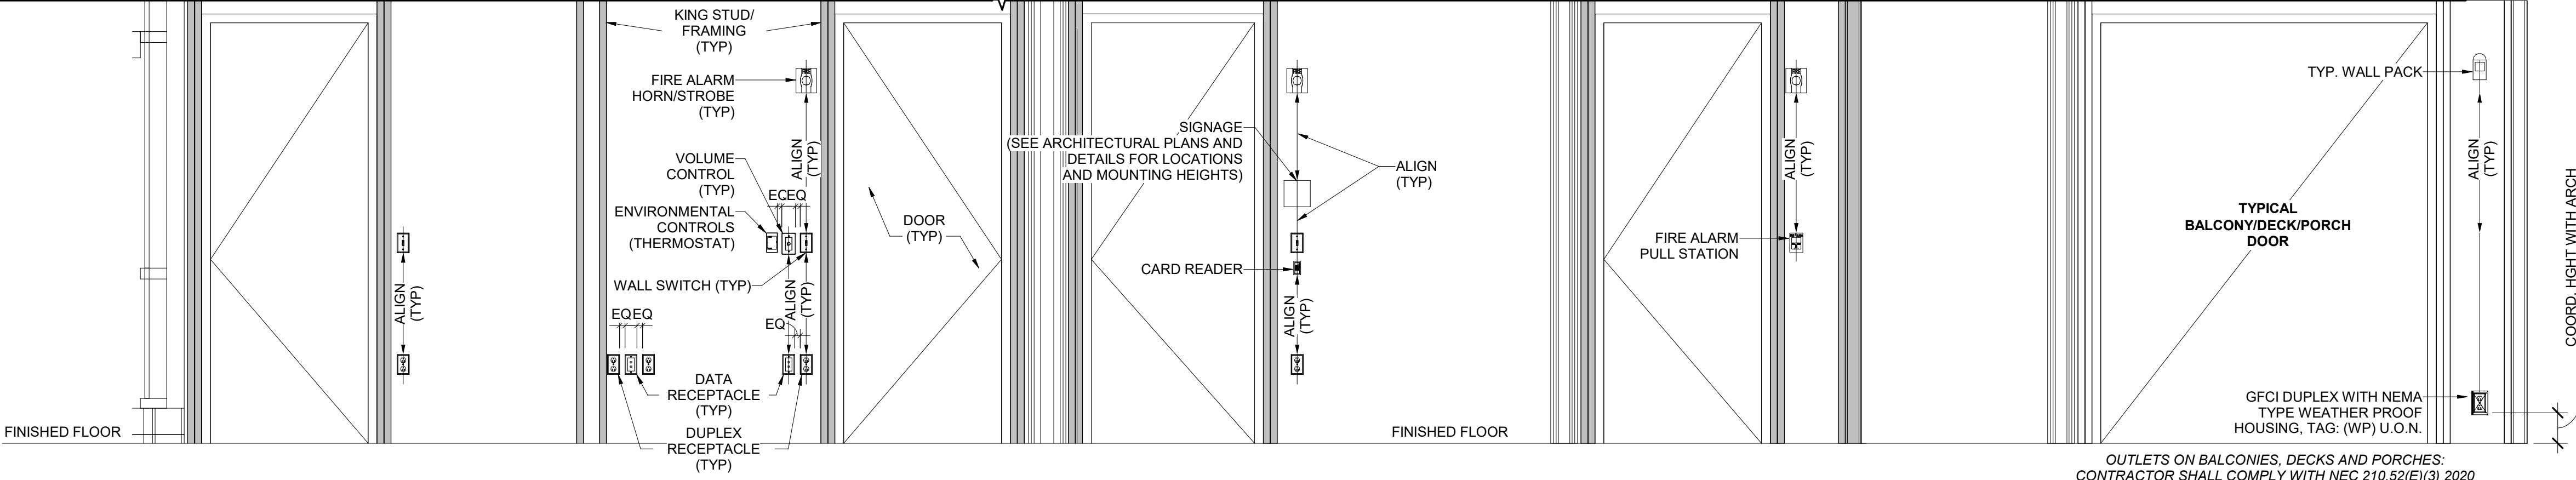 KING STUD/
FRAMING
(TYP)
FIRE ALARM
HORN/STROBE
(TYP)
ALIGN
(TYP)
VOLUME
CONTROL
(TYP)
EQ
EQ
ENVIRONMENTAL
CONTROLS
(THERMOSTAT)
WALL SWITCH (TYP)
ALIGN
(TYP)
ALIGN
(TYP)
EQ
EQ
EQ
DATA
RECEPTACLE
(TYP)
DUPLEX
RECEPTACLE
(TYP)
FINISHED FLOOR
DOOR
(TYP)
SIGNAGE
(SEE ARCHITECTURAL PLANS AND
DETAILS FOR LOCATIONS
AND MOUNTING HEIGHTS)
ALIGN
(TYP)
CARD READER
ALIGN
(TYP)
FINISHED FLOOR
ALIGN
(TYP)
FIRE ALARM
PULL STATION
TYP. WALL PACK
ALIGN
(TYP)
TYPICAL
BALCONY/DECK/PORCH
DOOR
GFCI DUPLEX WITH NEMA
TYPE WEATHER PROOF
HOUSING, TAG: (WP) U.O.N.
COORD. HGHT WITH ARCH
OUTLETS ON BALCONIES, DECKS AND PORCHES:
CONTRACTOR SHALL COMPLY WITH NEC 210.52(E)(3) 2020